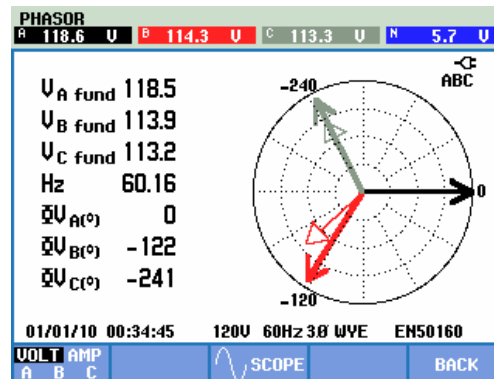 PHASOR
A 118.6 V B 114.3 V C 113.3 V N 5.7 V
ABC
VA fund 118.5
VB fund 113.9
VC fund 113.2
Hz 60.16
ΦVA(°) 0
ΦVB(°) -122
ΦVC(°) -241
-240
0
-120
01/01/10 00:34:45 120V 60Hz 3.0 WYE EN50160
VOLT AMP
A B C
SCOPE
BACK